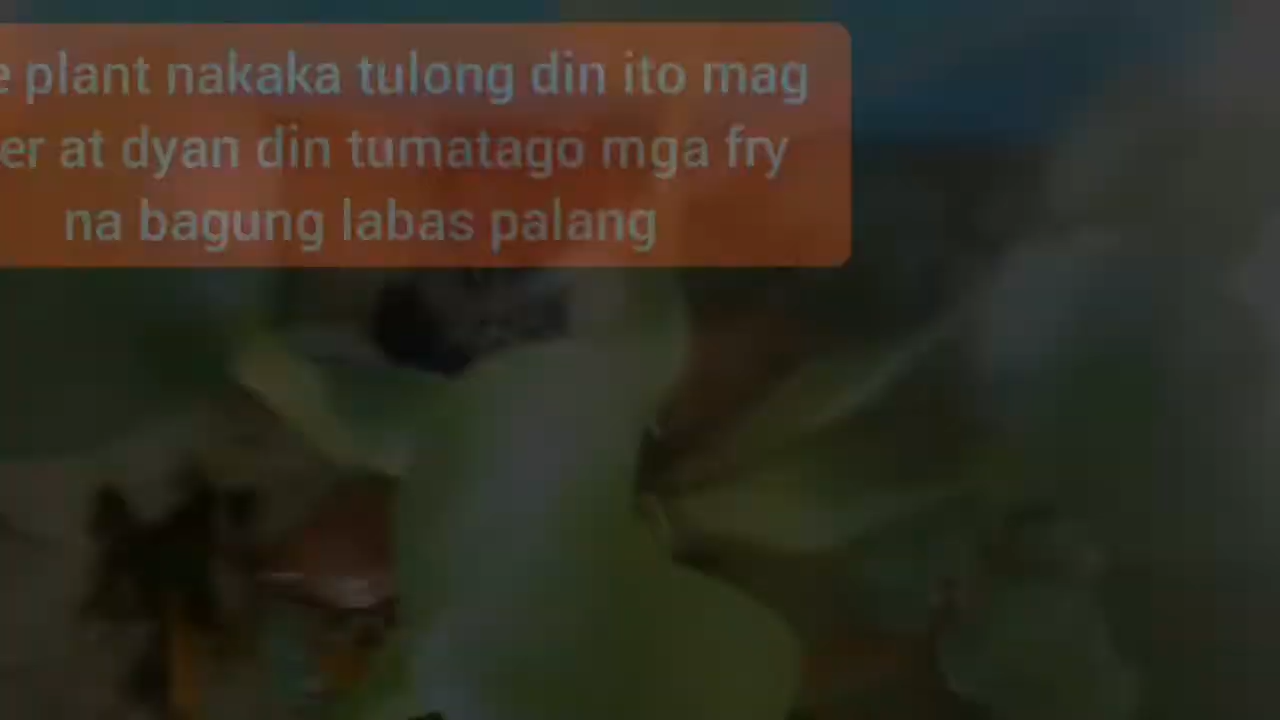 plant nakaka tulong din ito mag
at dyan din tumatago mga fry
na bagung labas palang